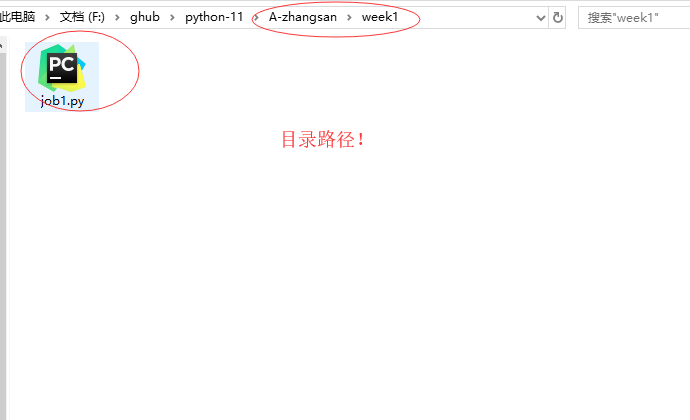 此电脑 › 文档 (F:) › ghub › python-11 › A-zhangsan › week1
搜索"week1"
PC
job1.py
目录路径！